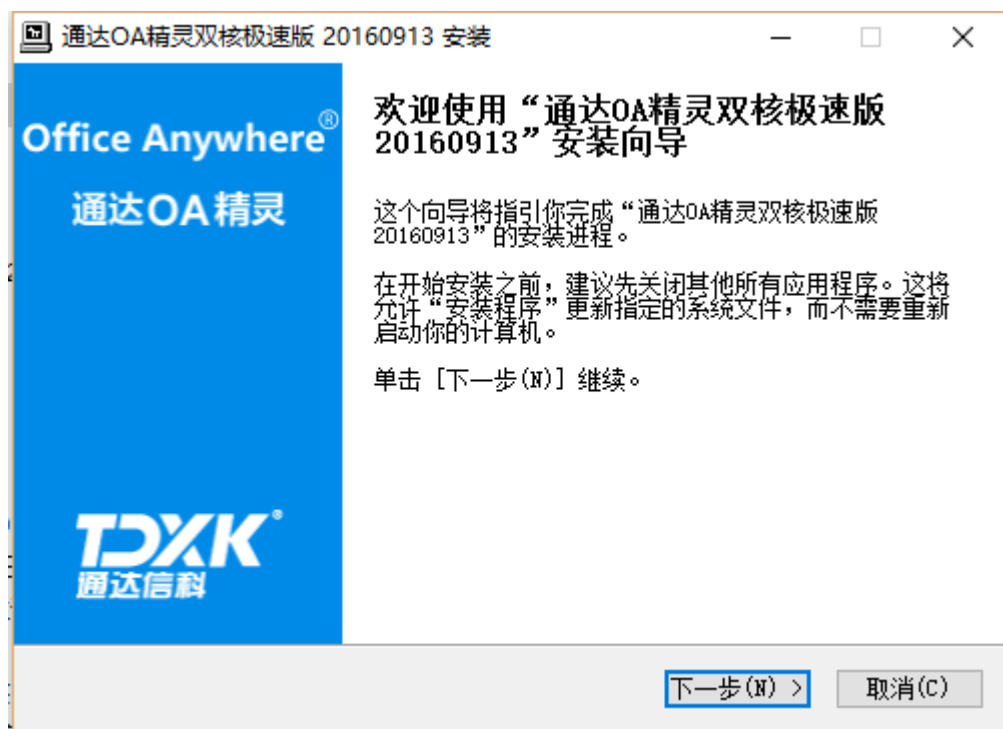 通达OA精灵双核极速版 20160913 安装
Office Anywhere®
通达OA精灵
欢迎使用“通达OA精灵双核极速版
20160913”安装向导
这个向导将指引你完成“通达OA精灵双核极速版
20160913”的安装进程。
在开始安装之前，建议先关闭其他所有应用程序。这将
允许“安装程序”更新指定的系统文件，而不需要重新
启动你的计算机。
单击 [下一步(N)] 继续。
TDXK®
通达信科
下一步(N) >
取消(C)